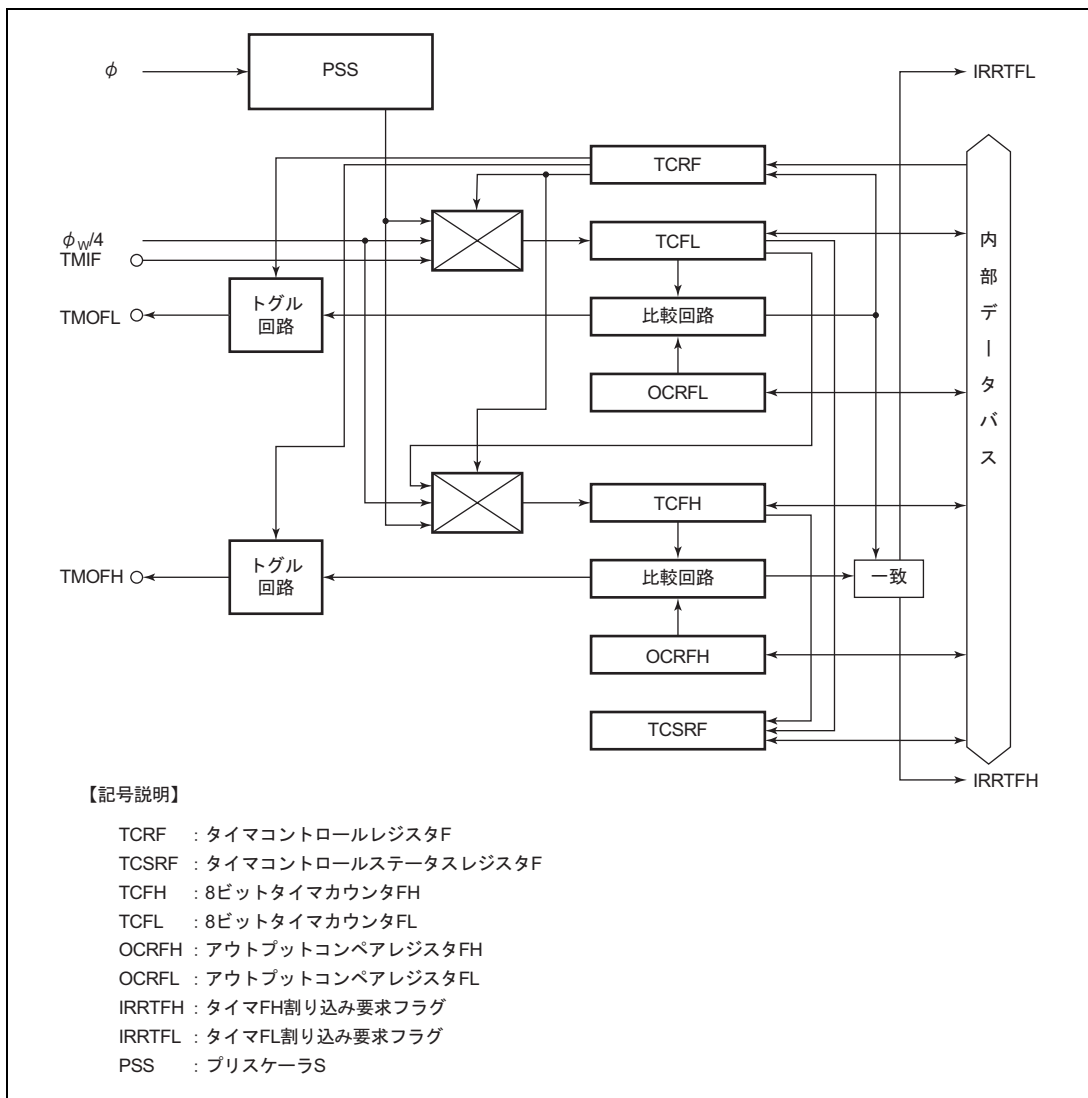 φ
PSS
IRRTFL
TCRF
φW/4
TMIF
TCFL
トグル
回路
TMOFL
比較回路
OCRFL
内部データバス
TCFH
トグル
回路
TMOFH
比較回路
一致
OCRFH
TCSRF
IRRTFH
【記号説明】
TCRF : タイマコントロールレジスタF
TCSRF : タイマコントロールステータスレジスタF
TCFH : 8ビットタイマカウンタFH
TCFL : 8ビットタイマカウンタFL
OCRFH : アウトプットコンペアレジスタFH
OCRFL : アウトプットコンペアレジスタFL
IRRTFH : タイマFH割り込み要求フラグ
IRRTFL : タイマFL割り込み要求フラグ
PSS : プリスケーラS